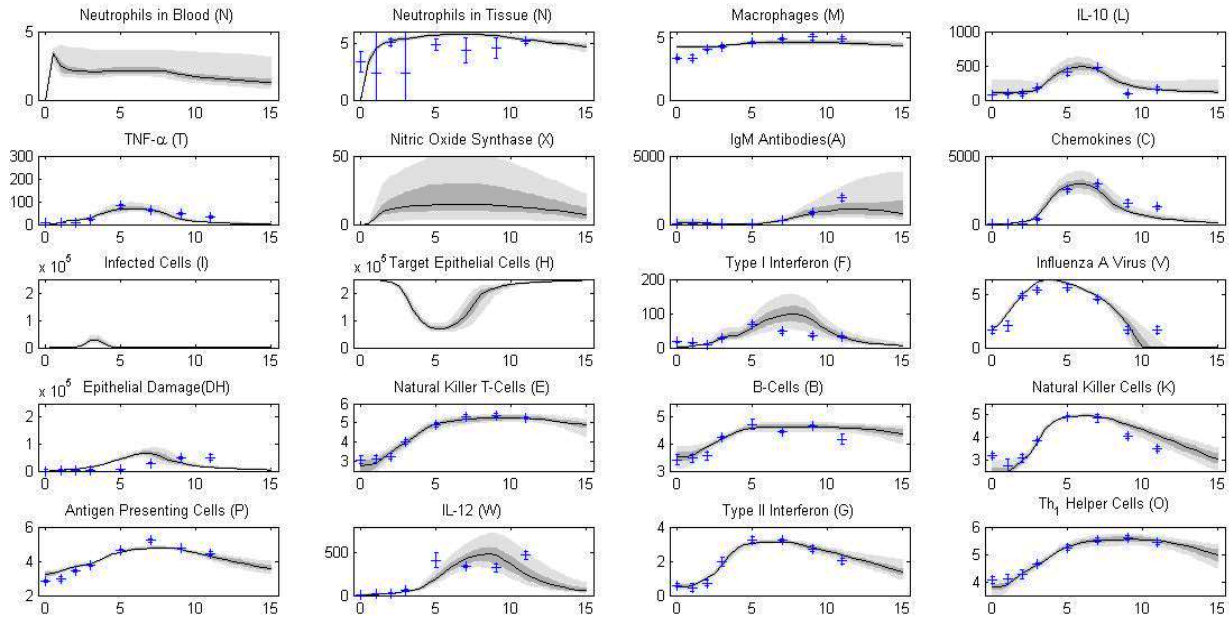 Neutrophils in Blood (N)
Neutrophils in Tissue (N)
Macrophages (M)
IL-10 (L)
5
0
0 5 10 15
5
0
0 5 10 15
5
0
0 5 10 15
1000
500
0
0 5 10 15
TNF-α (T)
Nitric Oxide Synthase (X)
IgM Antibodies(A)
Chemokines (C)
300
200
100
0
0 5 10 15
50
0
0 5 10 15
5000
0
0 5 10 15
5000
0
0 5 10 15
x 10⁵ Infected Cells (I)
x 10⁵ Target Epithelial Cells (H)
Type I Interferon (F)
Influenza A Virus (V)
2
1
0
0 5 10 15
2
1
0
0 5 10 15
200
100
0
0 5 10 15
5
0
0 5 10 15
x 10⁵ Epithelial Damage(DH)
Natural Killer T-Cells (E)
B-Cells (B)
Natural Killer Cells (K)
2
1
0
0 5 10 15
6
5
4
3
0 5 10 15
6
5
4
3
0 5 10 15
5
4
3
0 5 10 15
Antigen Presenting Cells (P)
IL-12 (W)
Type II Interferon (G)
Th₁ Helper Cells (O)
6
4
2
0 5 10 15
500
0
0 5 10 15
4
2
0
0 5 10 15
6
5
4
0 5 10 15